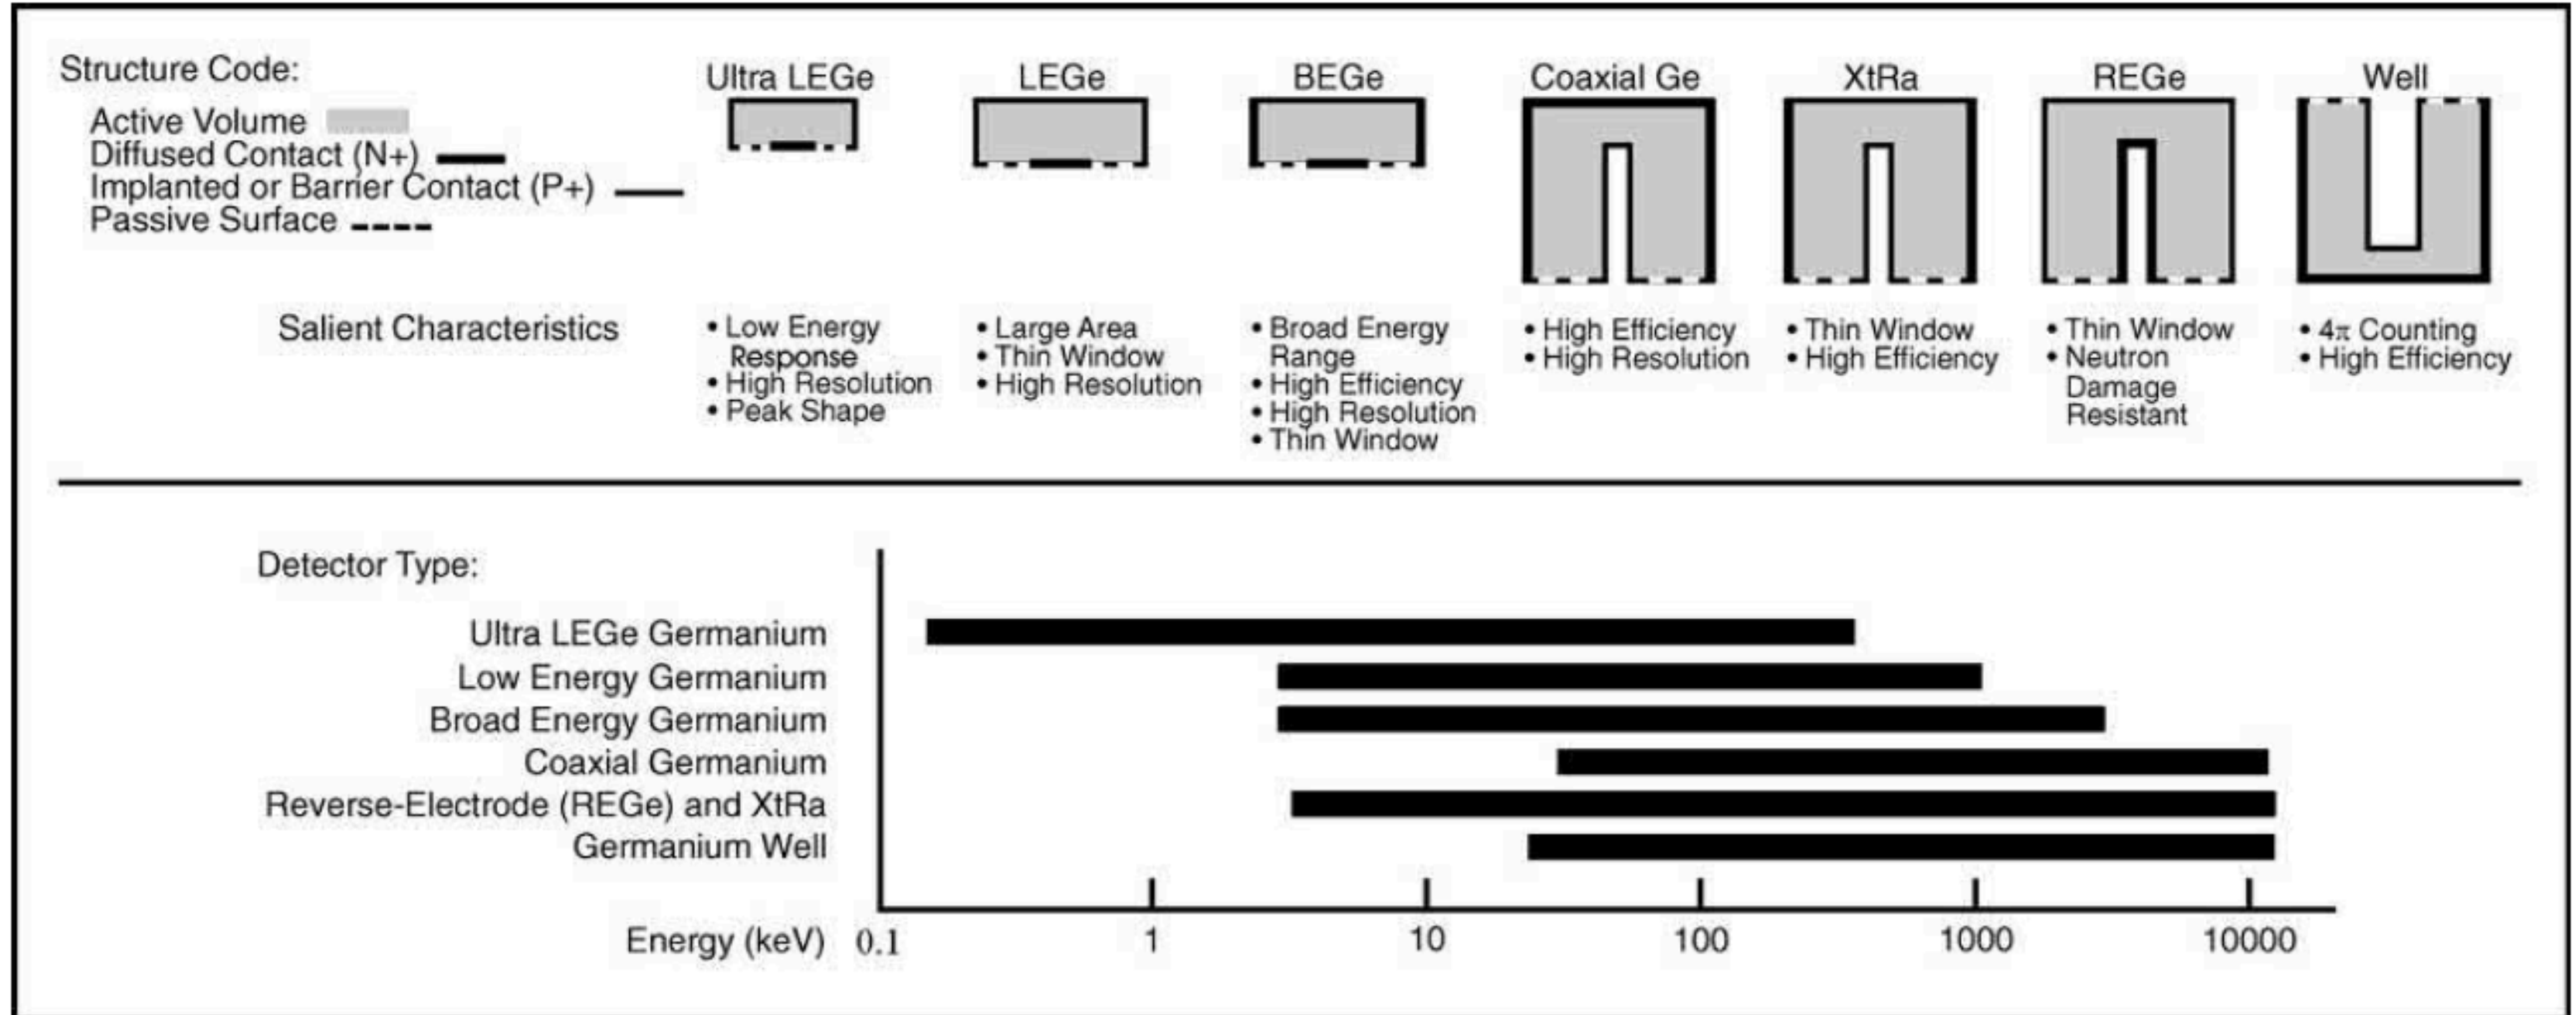 Structure Code:
Active Volume
Diffused Contact (N+)
Implanted or Barrier Contact (P+)
Passive Surface
Ultra LEGe
LEGe
BEGe
Coaxial Ge
XtRa
REGe
Well
Salient Characteristics
• Low Energy
Response
• High Resolution
• Peak Shape
• Large Area
• Thin Window
• High Resolution
• Broad Energy
Range
• High Efficiency
• High Resolution
• Thin Window
• High Efficiency
• High Resolution
• Thin Window
• High Efficiency
• Thin Window
• Neutron
Damage
Resistant
• 4π Counting
• High Efficiency
Detector Type:
Ultra LEGe Germanium
Low Energy Germanium
Broad Energy Germanium
Coaxial Germanium
Reverse-Electrode (REGe) and XtRa
Germanium Well
Energy (keV) 0.1 1 10 100 1000 10000